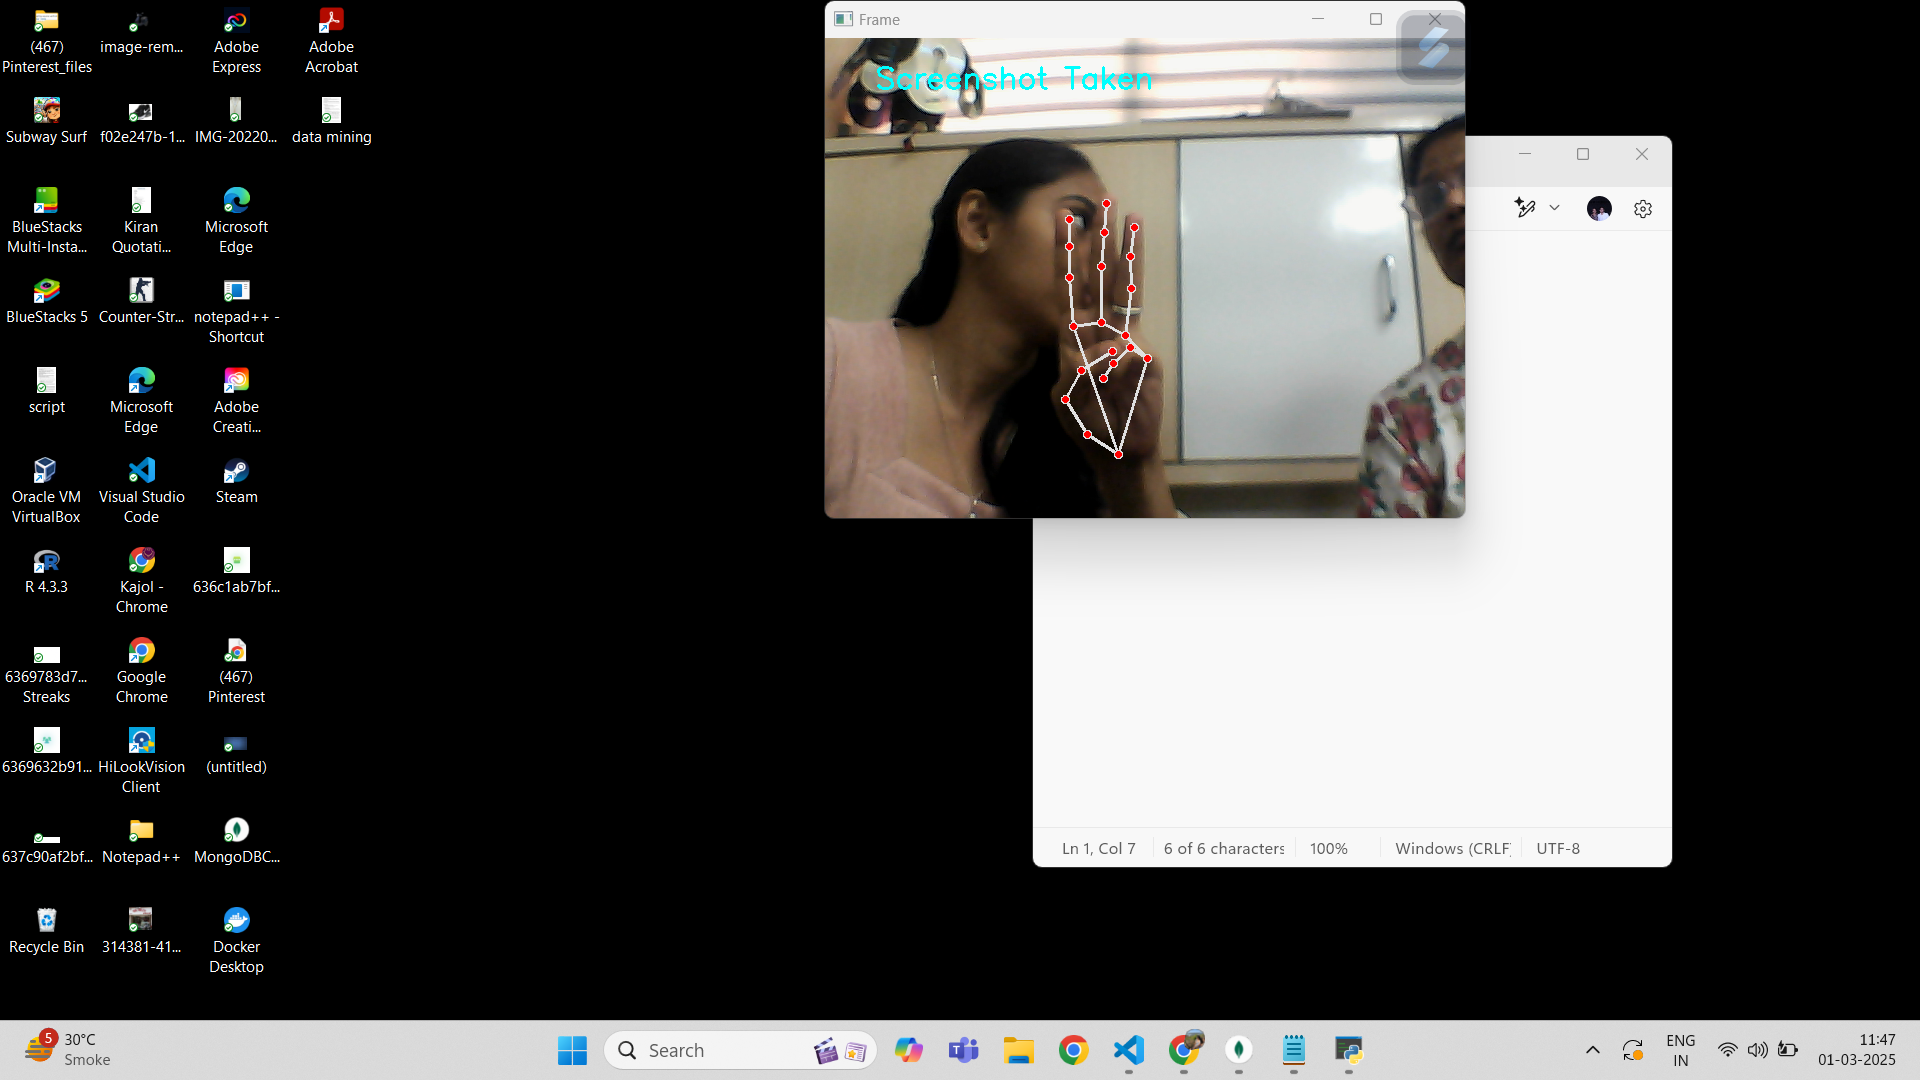 (467)
Pinterest_files
image-rem...
Adobe
Express
Adobe
Acrobat
Subway Surf
f02e247b-1...
IMG-20220...
data mining
BlueStacks
Multi-Insta...
Kiran
Quotati...
Microsoft
Edge
BlueStacks 5
Counter-Str...
notepad++ -
Shortcut
script
Microsoft
Edge
Adobe
Creati...
Oracle VM
VirtualBox
Visual Studio
Code
Steam
R 4.3.3
Kajol -
Chrome
636c1ab7bf...
6369783d7...
Streaks
Google
Chrome
(467)
Pinterest
6369632b91...
HiLookVision
Client
(untitled)
637c90af2bf...
Notepad++
MongoDBC...
Recycle Bin
314381-41...
Docker
Desktop
Frame
Screenshot Taken
Ln 1, Col 7
6 of 6 characters
100%
Windows (CRLF)
UTF-8
5
30°C
Smoke
Search
ENG
IN
11:47
01-03-2025